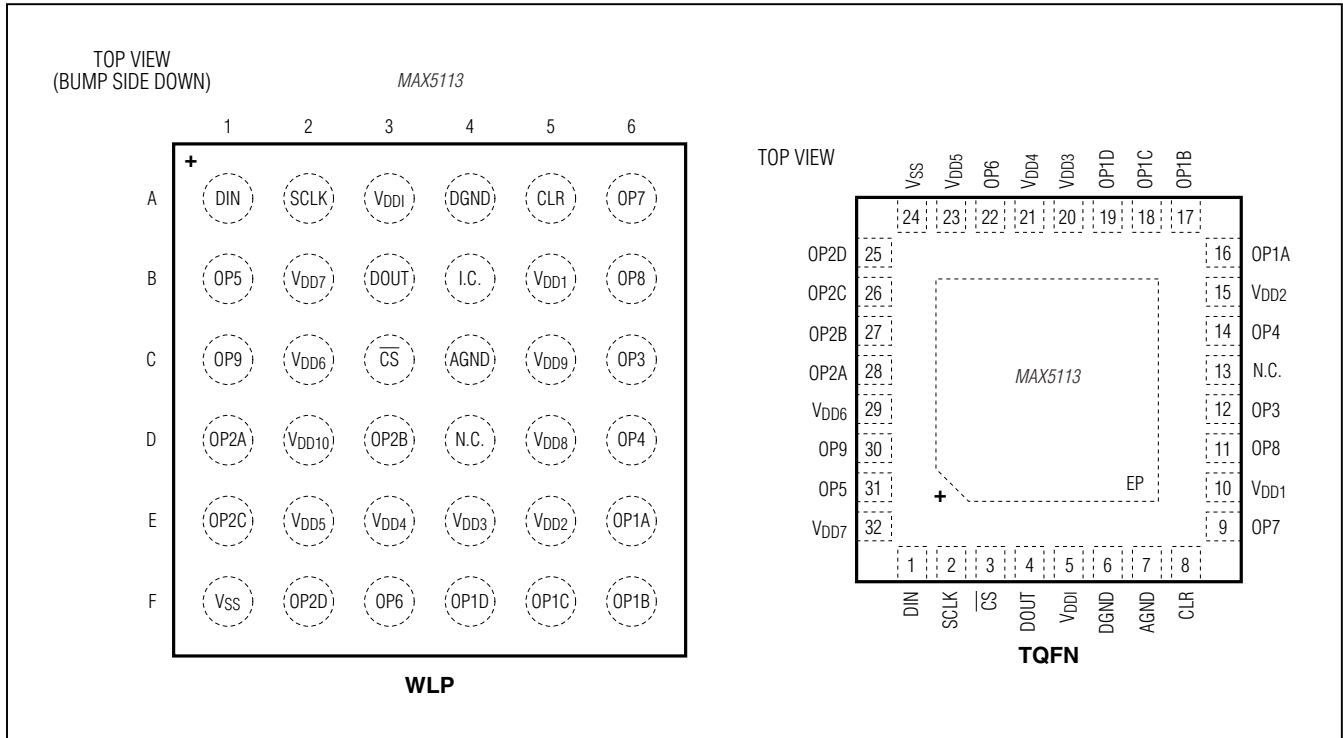 TOP VIEW
(BUMP SIDE DOWN)
MAX5113
1 2 3 4 5 6
+
A DIN SCLK VDDI DGND CLR OP7
B OP5 VDD7 DOUT I.C. VDD1 OP8
C OP9 VDD6 C̅S̅ AGND VDD9 OP3
D OP2A VDD10 OP2B N.C. VDD8 OP4
E OP2C VDD5 VDD4 VDD3 VDD2 OP1A
F VSS OP2D OP6 OP1D OP1C OP1B
WLP
TOP VIEW
VSS VDD5 OP6 VDD4 VDD3 OP1D OP1C OP1B
24 23 22 21 20 19 18 17
OP2D 25 16 OP1A
OP2C 26 15 VDD2
OP2B 27 14 OP4
OP2A 28 MAX5113 13 N.C.
VDD6 29 12 OP3
OP9 30 11 OP8
OP5 31 + EP 10 VDD1
VDD7 32 9 OP7
1 2 3 4 5 6 7 8
DIN SCLK C̅S̅ DOUT VDDI DGND AGND CLR
TQFN